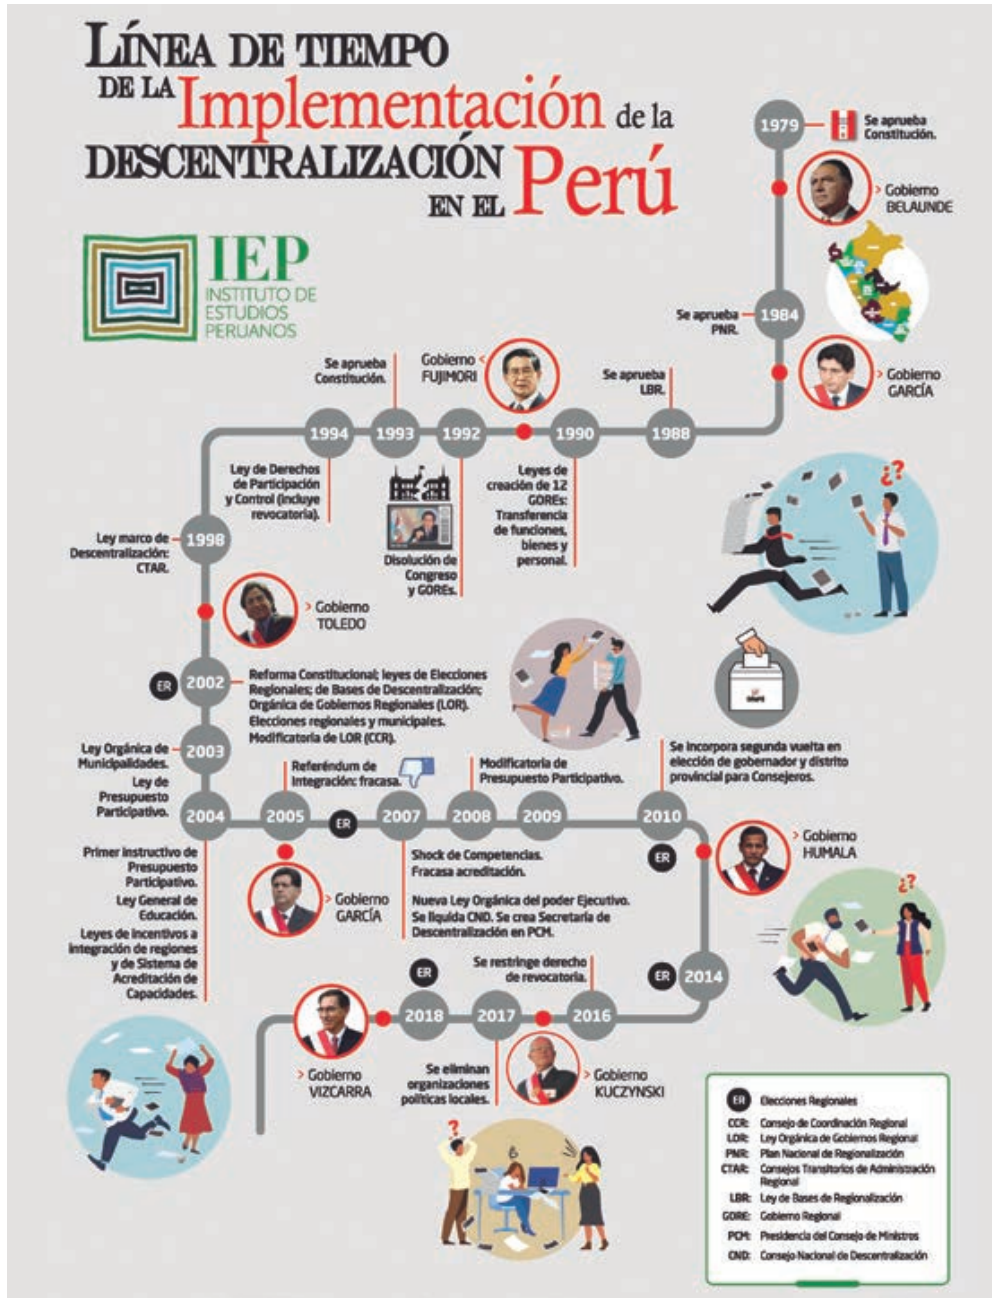 LÍNEA DE TIEMPO
DE LA Implementación de la
DESCENTRALIZACIÓN
EN EL Perú
IEP
INSTITUTO DE
ESTUDIOS
PERUANOS
1979
Se aprueba
Constitución.
> Gobierno
BELAUNDE
Se aprueba
PNR.
1984
> Gobierno
GARCÍA
Se aprueba
LBR.
1988
1990
Leyes de
creación de 12
GOREs:
Transferencia
de funciones,
bienes y
personal.
Gobierno <
FUJIMORI
1992
Disolución de
Congreso
y GOREs.
Se aprueba
Constitución.
1993
1994
Ley de Derechos
de Participación
y Control (incluye
revocatoria).
¿?
Ley marco de
Descentralización:
CTAR.
1998
> Gobierno
TOLEDO
ER
2002
Reforma Constitucional; leyes de Elecciones
Regionales; de Bases de Descentralización;
Orgánica de Gobiernos Regionales (LOR).
Elecciones regionales y municipales.
Modificatoria de LOR (CCR).
Ley Orgánica de
Municipalidades.
2003
Ley de
Presupuesto
Participativo.
2004
Primer instructivo de
Presupuesto
Participativo.
Ley General de
Educación.
Leyes de incentivos a
integración de regiones
y de Sistema de
Acreditación de
Capacidades.
Referéndum de
Integración: fracasa.
2005
> Gobierno
GARCÍA
ER
2007
Shock de Competencias.
Fracasa acreditación.
Nueva Ley Orgánica del poder Ejecutivo.
Se liquida CND. Se crea Secretaría de
Descentralización en PCM.
Modificatoria de
Presupuesto Participativo.
2008
2009
Se incorpora segunda vuelta en
elección de gobernador y distrito
provincial para Consejeros.
2010
ER
> Gobierno
HUMALA
¿?
ER
2014
Se restringe derecho
de revocatoria.
2016
> Gobierno
KUCZYNSKI
2017
Se eliminan
organizaciones
políticas locales.
ER
2018
> Gobierno
VIZCARRA
?
ER Elecciones Regionales
CCR: Consejo de Coordinación Regional
LOR: Ley Orgánica de Gobiernos Regional
PNR: Plan Nacional de Regionalización
CTAR: Consejos Transitorios de Administración
Regional
LBR: Ley de Bases de Regionalización
GORE: Gobierno Regional
PCM: Presidencia del Consejo de Ministros
CND: Consejo Nacional de Descentralización